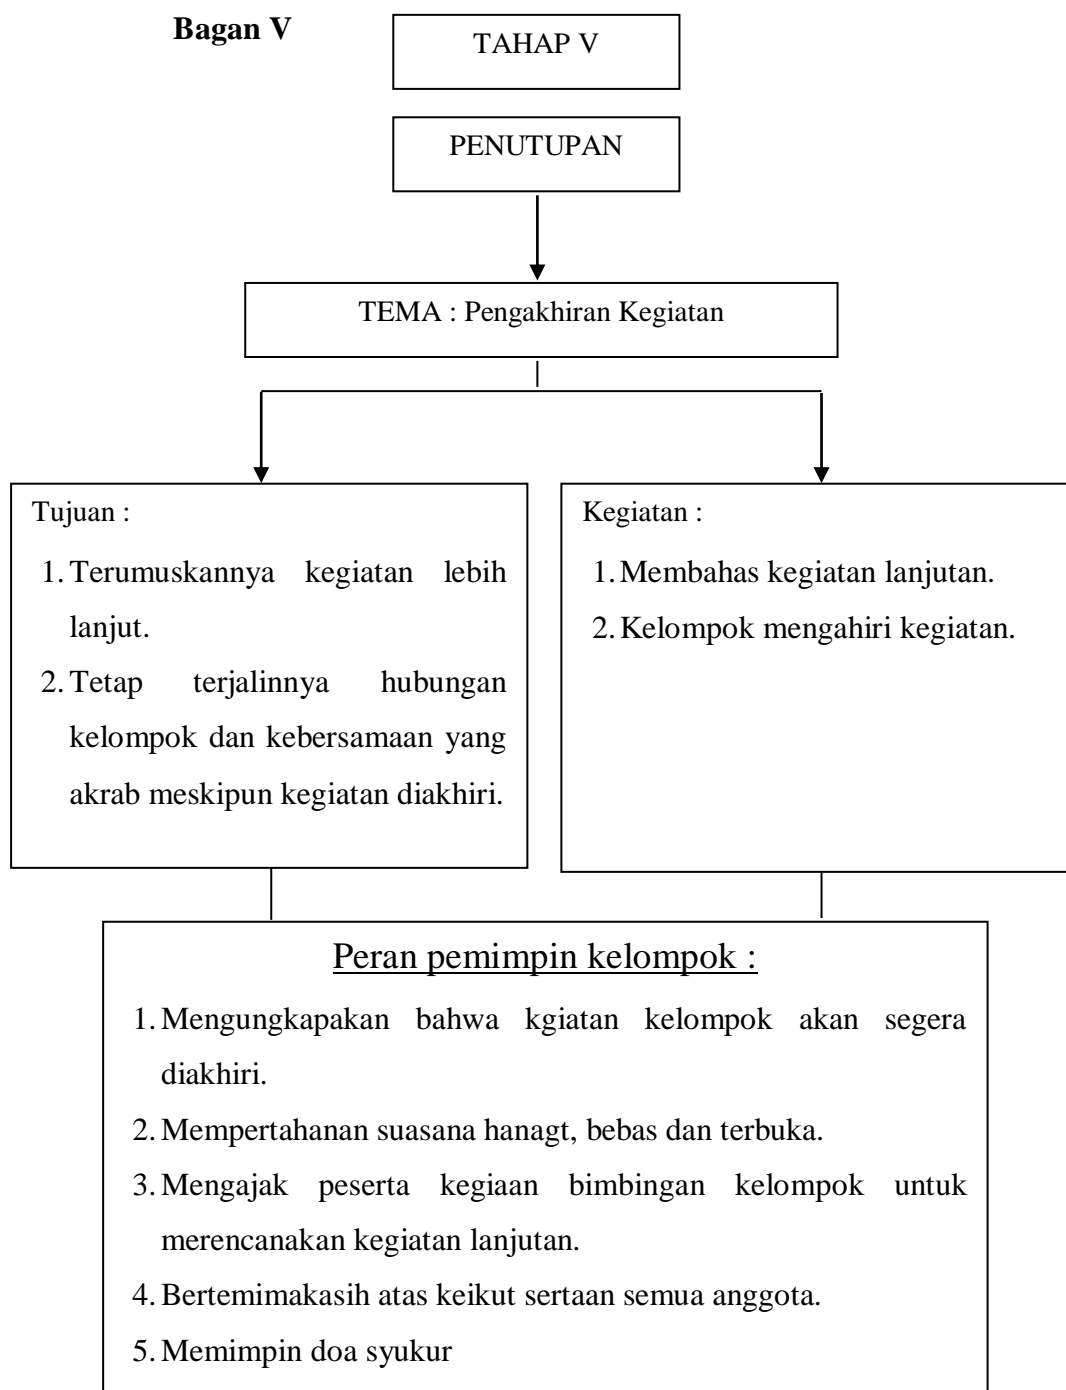 Bagan V
TAHAP V
PENUTUPAN
TEMA : Pengakhiran Kegiatan
Tujuan :
1. Terumuskannya kegiatan lebih
lanjut.
2. Tetap terjalinnya hubungan
kelompok dan kebersamaan yang
akrab meskipun kegiatan diakhiri.
Kegiatan :
1. Membahas kegiatan lanjutan.
2. Kelompok mengahiri kegiatan.
Peran pemimpin kelompok :
1. Mengungkapakan bahwa kgiatan kelompok akan segera
diakhiri.
2. Mempertahanan suasana hanagt, bebas dan terbuka.
3. Mengajak peserta kegiaan bimbingan kelompok untuk
merencanakan kegiatan lanjutan.
4. Bertemimakasih atas keikut sertaan semua anggota.
5. Memimpin doa syukur